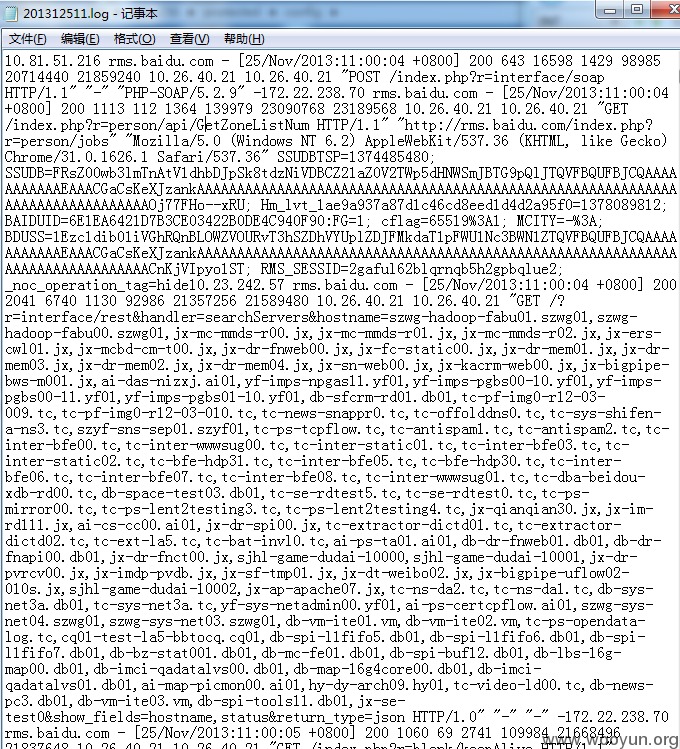 201312511.log - 记事本
文件(F) 编辑(E) 格式(O) 查看(V) 帮助(H)
10.81.51.216 rms.baidu.com - [25/Nov/2013:11:00:04 +0800] 200 643 16598 1429 98985
20714440 21859240 10.26.40.21 10.26.40.21 "POST /index.php?r=interface/soap
HTTP/1.1" "-" "PHP-SOAP/5.2.9" -172.22.238.70 rms.baidu.com - [25/Nov/2013:11:00:04
+0800] 200 1113 112 1364 139979 23090768 23189568 10.26.40.21 10.26.40.21 "GET
/index.php?r=person/api/GetZoneListNum HTTP/1.1" "http://rms.baidu.com/index.php?
r=person/jobs" "Mozilla/5.0 (Windows NT 6.2) AppleWebKit/537.36 (KHTML, like Gecko)
Chrome/31.0.1626.1 Safari/537.36" SSUDBTSP=1374485480;
BAIDUID=6E1EA6421D7B3CE03422B0DE4C940F90:FG=1; cflag=65519%3A1; MCITY=-%3A;
RMS_SESSID=2gaful62blqrnqb5h2gpbqlue2;
_noc_operation_tag=hide10.23.242.57 rms.baidu.com - [25/Nov/2013:11:00:04 +0800] 200
2041 6740 1130 92986 21357256 21589480 10.26.40.21 10.26.40.21 "GET /?
r=interface/rest&handler=searchServers&hostname=szwg-hadoop-fabu01.szwg01,szwg-
hadoop-fabu00.szwg01,jx-mc-mmds-r00.jx,jx-mc-mmds-r01.jx,jx-mc-mmds-r02.jx,jx-ers-
cwl01.jx,jx-mcbd-cm-t00.jx,jx-dr-fnweb00.jx,jx-fc-static00.jx,jx-dr-mem01.jx,jx-dr-
mem03.jx,jx-dr-mem02.jx,jx-dr-mem04.jx,jx-sn-web00.jx,jx-kacrm-web00.jx,jx-bigpipe-
bws-m001.jx,ai-das-nizxj.ai01,yf-imps-npgas11.yf01,yf-imps-pgbs00-10.yf01,yf-imps-
pgbs00-11.yf01,yf-imps-pgbs01-10.yf01,db-sfcrm-rd01.db01,tc-pf-img0-r12-03-
009.tc,tc-pf-img0-r12-03-010.tc,tc-news-snappr0.tc,tc-offolddns0.tc,tc-sys-shifen-
a-ns3.tc,szyf-sns-sep01.szyf01,tc-ps-tcpflow.tc,tc-antispam1.tc,tc-antispam2.tc,tc-
inter-bfe00.tc,tc-inter-wwwsug00.tc,tc-inter-static01.tc,tc-inter-bfe03.tc,tc-
inter-static02.tc,tc-bfe-hdp31.tc,tc-inter-bfe05.tc,tc-bfe-hdp30.tc,tc-inter-
bfe06.tc,tc-inter-bfe07.tc,tc-inter-bfe08.tc,tc-inter-wwwsug01.tc,tc-dba-beidou-
xdb-rd00.tc,db-space-test03.db01,tc-se-rdtest5.tc,tc-se-rdtest0.tc,tc-ps-
mirror00.tc,tc-ps-lent2testing3.tc,tc-ps-lent2testing4.tc,jx-qianqian30.jx,jx-im-
rd111.jx,ai-cs-cc00.ai01,jx-dr-spi00.jx,tc-extractor-dictd01.tc,tc-extractor-
dictd02.tc,tc-ext-la5.tc,tc-bat-invl0.tc,ai-ps-ta01.ai01,db-dr-fnweb01.db01,db-dr-
fnapi00.db01,jx-dr-fnct00.jx,sjhl-game-dudai-10000,sjhl-game-dudai-10001,jx-dr-
pvrcv00.jx,jx-imdp-pvdb.jx,jx-sf-tmp01.jx,jx-dt-weibo02.jx,jx-bigpipe-uflow02-
010s.jx,sjhl-game-dudai-10002,jx-ap-apache07.jx,tc-ns-da2.tc,tc-ns-da1.tc,db-sys-
net3a.db01,tc-sys-net3a.tc,yf-sys-netadmin00.yf01,ai-ps-certcpflow.ai01,szwg-sys-
net04.szwg01,szwg-sys-net03.szwg01,db-vm-ite01.vm,db-vm-ite02.vm,tc-ps-opendata-
log.tc,cq01-test-la5-bbtocq.cq01,db-spi-l1fifo5.db01,db-spi-l1fifo6.db01,db-spi-
l1fifo7.db01,db-bz-stat001.db01,db-mc-fe01.db01,db-spi-buf12.db01,db-lbs-16g-
map00.db01,db-imci-qadatalvs00.db01,db-map-16g4core00.db01,db-imci-
qadatalvs01.db01,ai-map-picmon00.ai01,hy-dy-arch09.hy01,tc-video-ld00.tc,db-news-
pc3.db01,db-vm-ite03.vm,db-spi-tools11.db01,jx-se-
test0&show_fields=hostname,status&return_type=json HTTP/1.0" "-" "-" -172.22.238.70
rms.baidu.com - [25/Nov/2013:11:00:05 +0800] 200 1060 69 2741 109984 21668496
www.wooyun.org